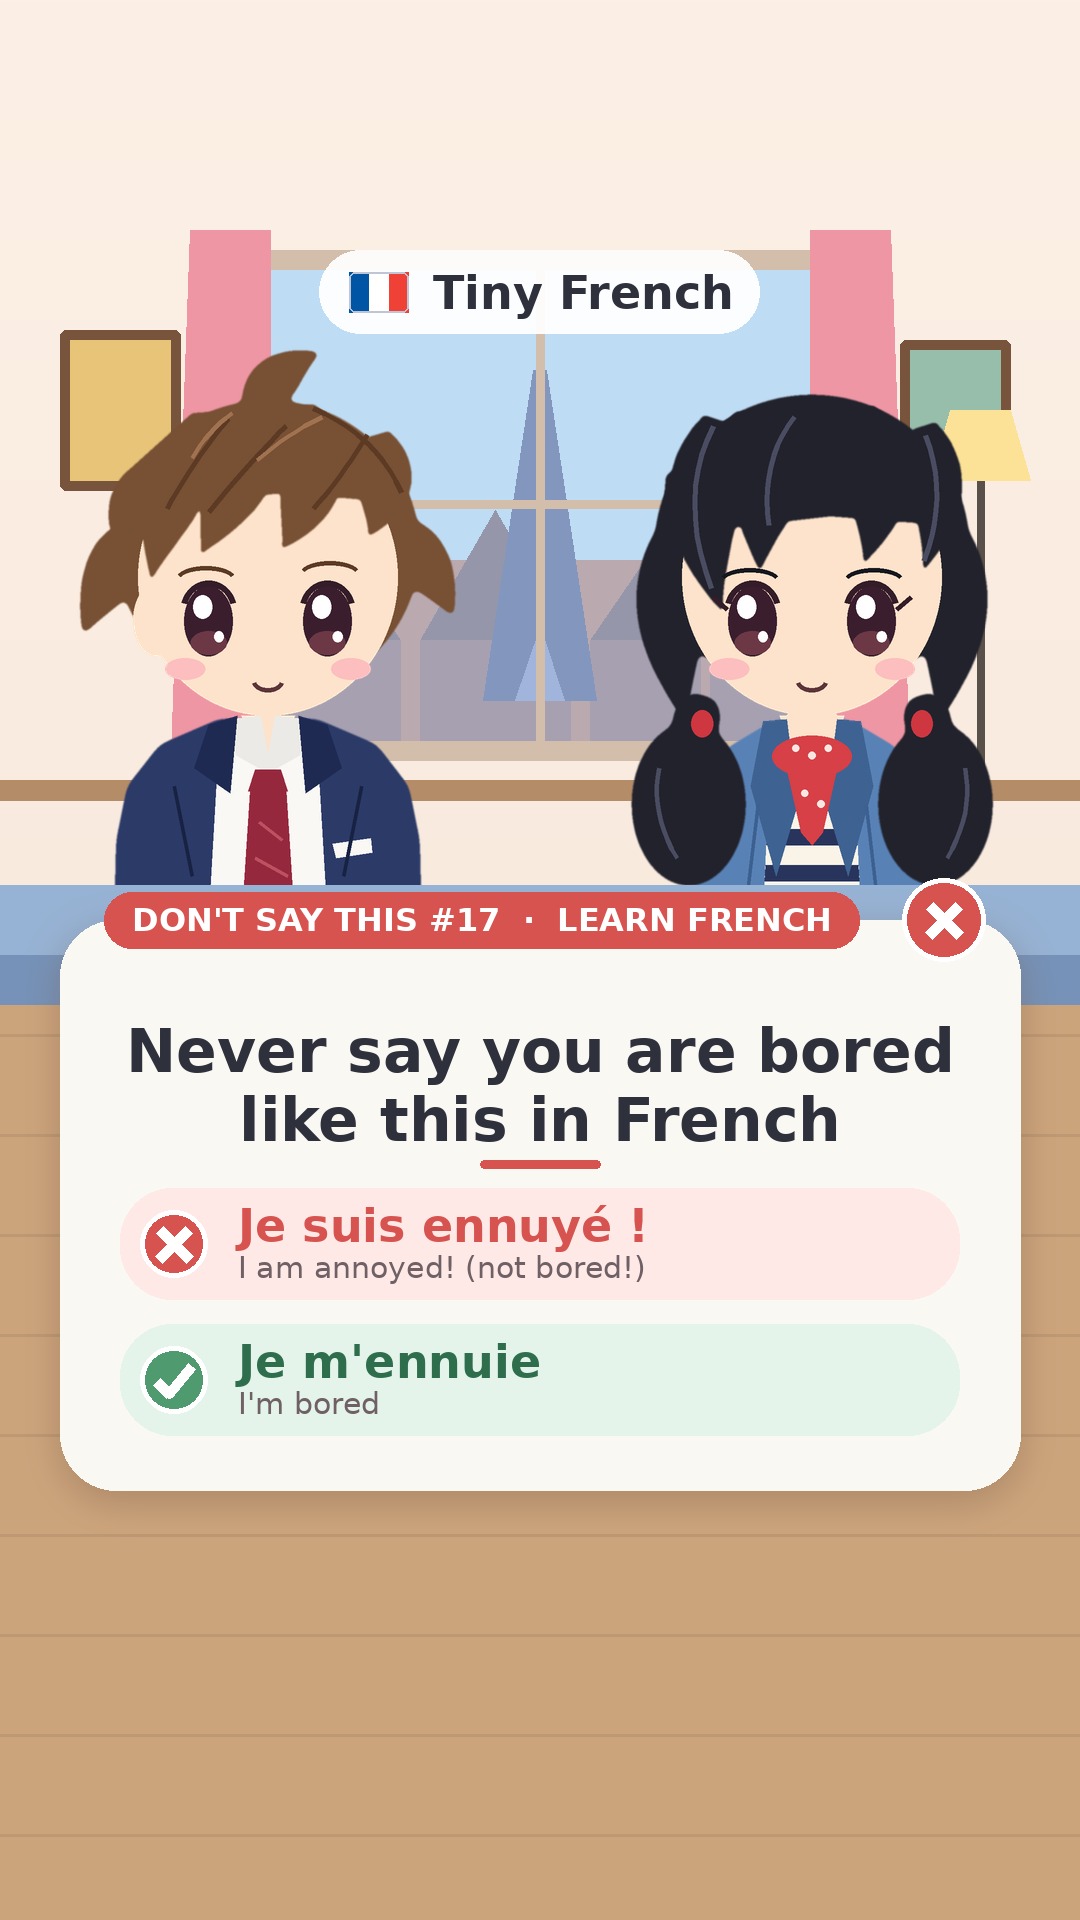 Tiny French
DON'T SAY THIS #17 · LEARN FRENCH
Never say you are bored
like this in French
Je suis ennuyé !
I am annoyed! (not bored!)
Je m'ennuie
I'm bored